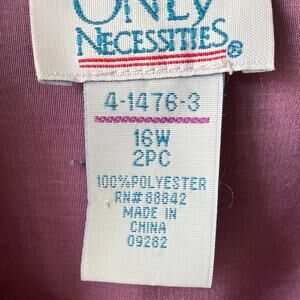 ONLY
NECESSITIES®
4-1476-3
16W
2PC
100%POLYESTER
RN#88842
MADE IN
CHINA
09282